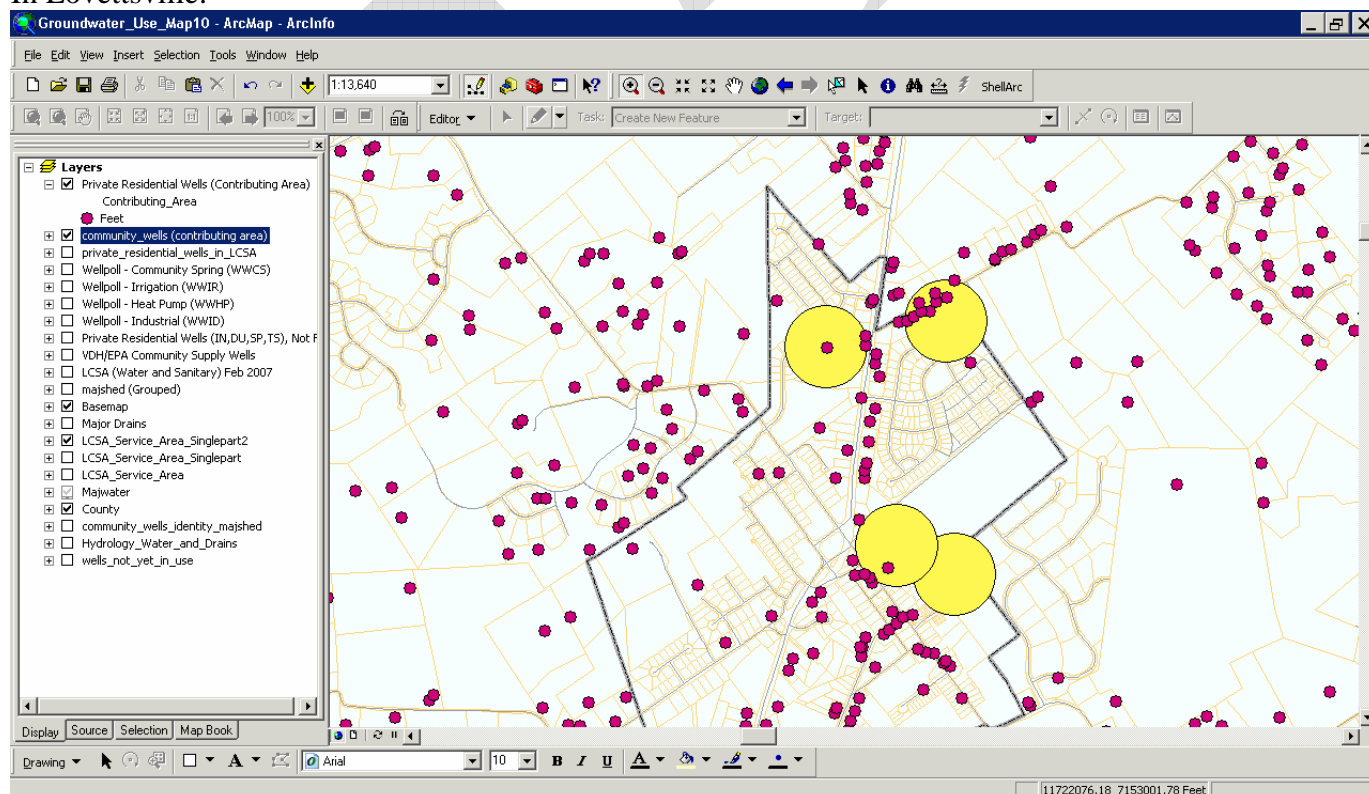 In Lovettsville:
Groundwater_Use_Map10 - ArcMap - ArcInfo
File Edit View Insert Selection Tools Window Help
1:13,640 ShellArc
100% Editor Task: Create New Feature Target:
Layers
Private Residential Wells (Contributing Area)
Contributing_Area
Feet
community_wells (contributing area)
private_residential_wells_in_LCSA
Wellpoll - Community Spring (WWCS)
Wellpoll - Irrigation (WWIR)
Wellpoll - Heat Pump (WWHP)
Wellpoll - Industrial (WWID)
Private Residential Wells (IN,DU,SP,TS), Not F
VDH/EPA Community Supply Wells
LCSA (Water and Sanitary) Feb 2007
majshed (Grouped)
Basemap
Major Drains
LCSA_Service_Area_Singlepart2
LCSA_Service_Area_Singlepart
LCSA_Service_Area
Majwater
County
community_wells_identity_majshed
Hydrology_Water_and_Drains
wells_not_yet_in_use
Display Source Selection Map Book
Drawing A Arial 10 B I U A
11722076.18 7153001.78 Feet